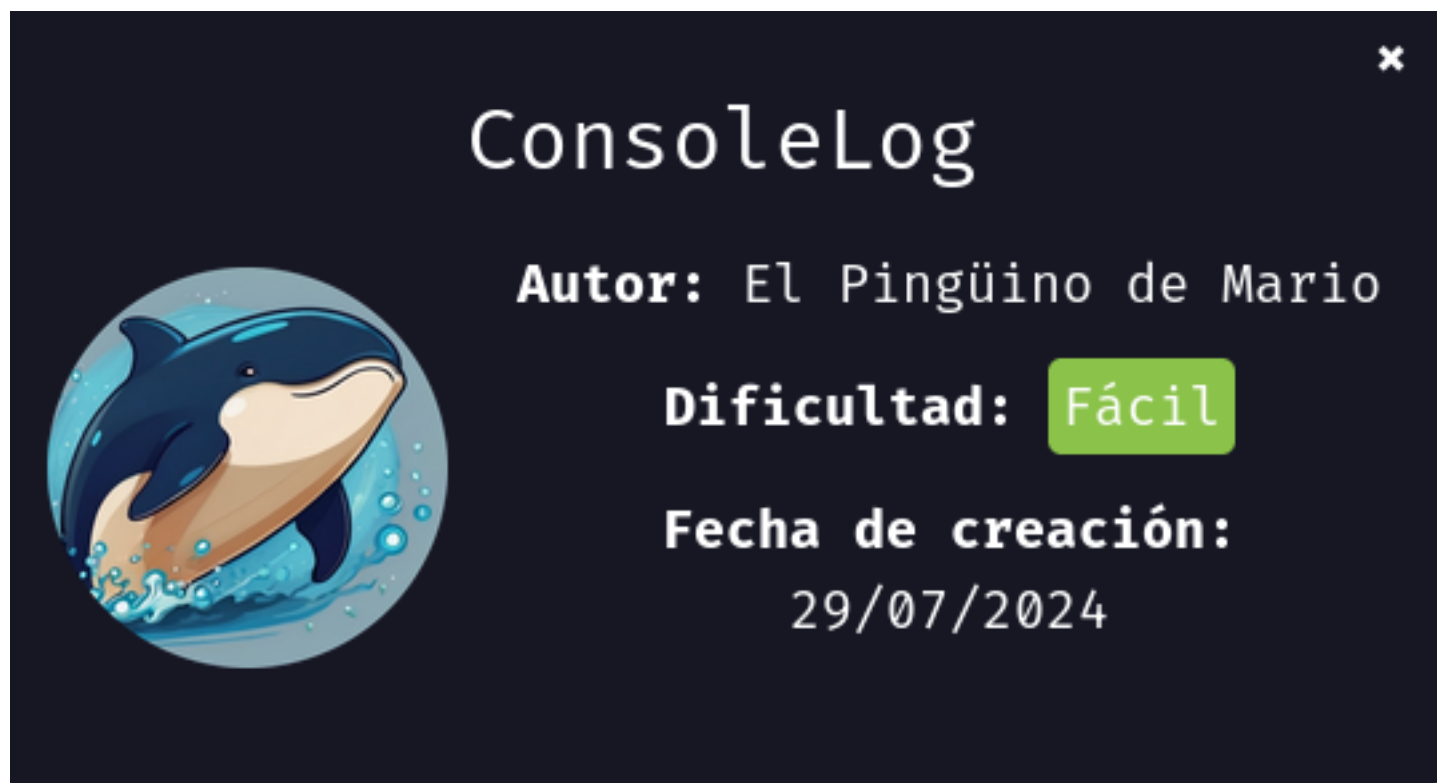 ConsoleLog
Autor: El Pingüino de Mario
Dificultad: Fácil
Fecha de creación:
29/07/2024